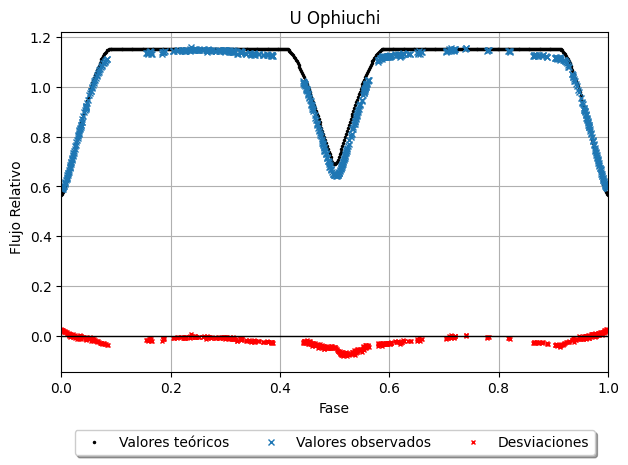 U Ophiuchi
1.2
1.0
0.8
0.6
0.4
0.2
0.0
Flujo Relativo
0.0 0.2 0.4 0.6 0.8 1.0
Fase
Valores teóricos Valores observados Desviaciones